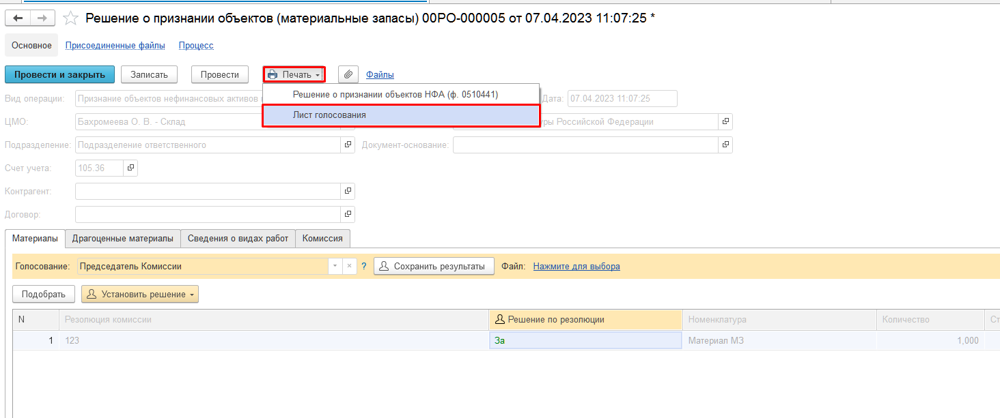 Решение о признании объектов (материальные запасы) 00РО-000005 от 07.04.2023 11:07:25 *
Основное Присоединенные файлы Процесс
Провести и закрыть Записать Провести Печать Файлы
Решение о признании объектов НФА (ф. 0510441)
Вид операции: Признание объектов нефинансовых активов Дата: 07.04.2023 11:07:25
Лист голосования
ЦМО: Бахромеева О. В. - Склад Российской Федерации
Подразделение: Подразделение ответственного Документ-основание:
Счет учета: 105.36
Контрагент:
Договор:
Материалы Драгоценные материалы Сведения о видах работ Комиссия
Голосование: Председатель Комиссии ? Сохранить результаты Файл: Нажмите для выбора
Подобрать Установить решение
N Резолюция комиссии Решение по резолюции Номенклатура Количество
1 123 За Материал МЗ 1,000